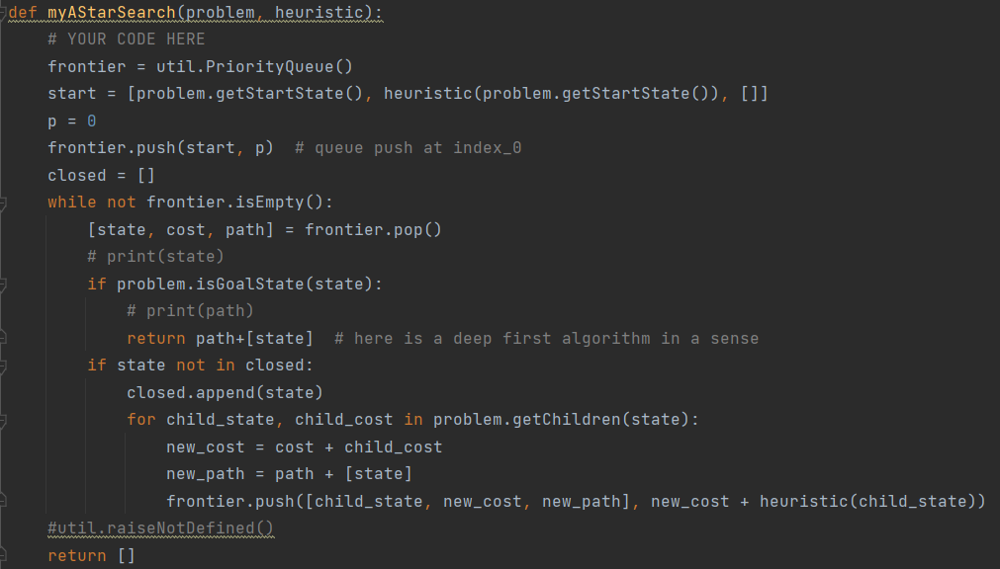 def myAStarSearch(problem, heuristic):
    # YOUR CODE HERE
    frontier = util.PriorityQueue()
    start = [problem.getStartState(), heuristic(problem.getStartState()), []]
    p = 0
    frontier.push(start, p)  # queue push at index_0
    closed = []
    while not frontier.isEmpty():
        [state, cost, path] = frontier.pop()
        # print(state)
        if problem.isGoalState(state):
            # print(path)
            return path+[state]  # here is a deep first algorithm in a sense
        if state not in closed:
            closed.append(state)
            for child_state, child_cost in problem.getChildren(state):
                new_cost = cost + child_cost
                new_path = path + [state]
                frontier.push([child_state, new_cost, new_path], new_cost + heuristic(child_state))
    #util.raiseNotDefined()
    return []